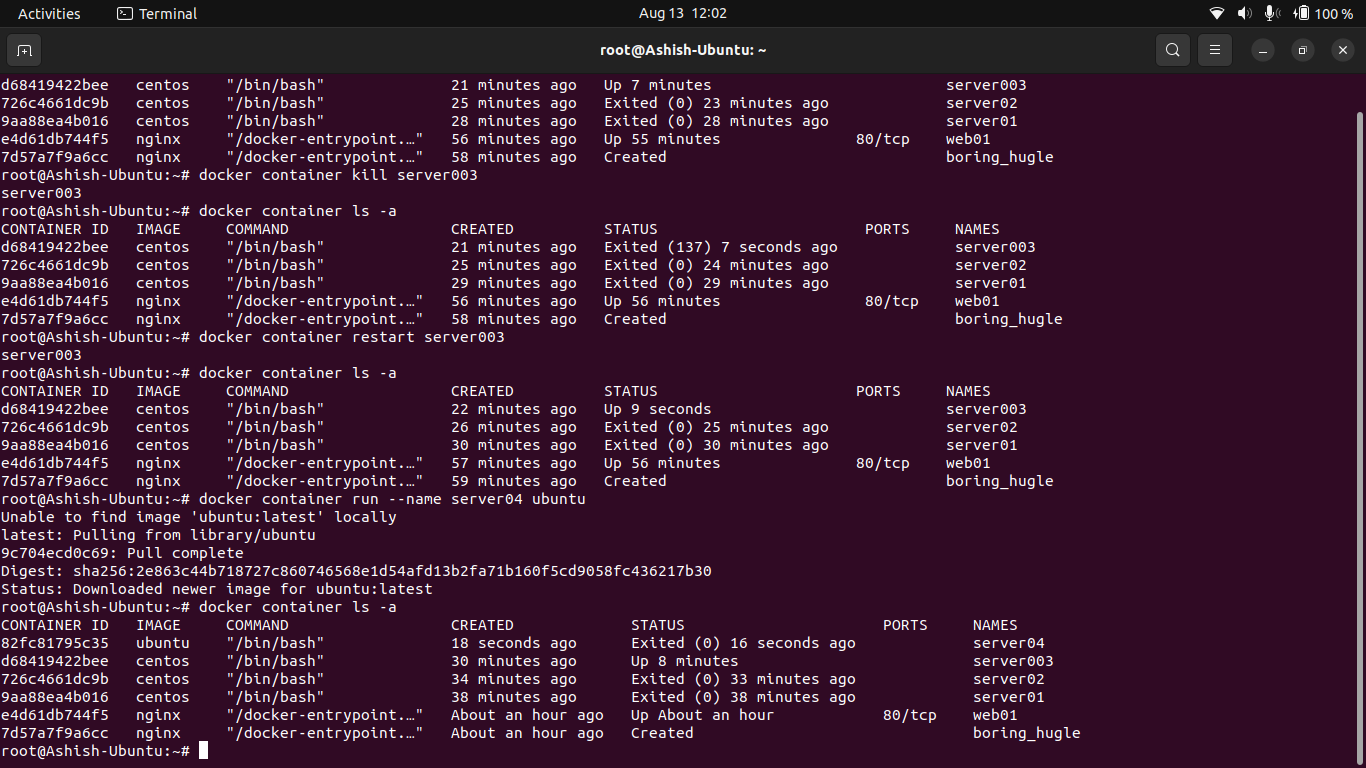 Activities Terminal Aug 13 12:02 100 %
root@Ashish-Ubuntu: ~
d68419422bee centos "/bin/bash" 21 minutes ago Up 7 minutes server003
726c4661dc9b centos "/bin/bash" 25 minutes ago Exited (0) 23 minutes ago server02
9aa88ea4b016 centos "/bin/bash" 28 minutes ago Exited (0) 28 minutes ago server01
e4d61db744f5 nginx "/docker-entrypoint.…" 56 minutes ago Up 55 minutes 80/tcp web01
7d57a7f9a6cc nginx "/docker-entrypoint.…" 58 minutes ago Created boring_hugle
root@Ashish-Ubuntu:~# docker container kill server003
server003
root@Ashish-Ubuntu:~# docker container ls -a
CONTAINER ID IMAGE COMMAND CREATED STATUS PORTS NAMES
d68419422bee centos "/bin/bash" 21 minutes ago Exited (137) 7 seconds ago server003
726c4661dc9b centos "/bin/bash" 25 minutes ago Exited (0) 24 minutes ago server02
9aa88ea4b016 centos "/bin/bash" 29 minutes ago Exited (0) 29 minutes ago server01
e4d61db744f5 nginx "/docker-entrypoint.…" 56 minutes ago Up 56 minutes 80/tcp web01
7d57a7f9a6cc nginx "/docker-entrypoint.…" 58 minutes ago Created boring_hugle
root@Ashish-Ubuntu:~# docker container restart server003
server003
root@Ashish-Ubuntu:~# docker container ls -a
CONTAINER ID IMAGE COMMAND CREATED STATUS PORTS NAMES
d68419422bee centos "/bin/bash" 22 minutes ago Up 9 seconds server003
726c4661dc9b centos "/bin/bash" 26 minutes ago Exited (0) 25 minutes ago server02
9aa88ea4b016 centos "/bin/bash" 30 minutes ago Exited (0) 30 minutes ago server01
e4d61db744f5 nginx "/docker-entrypoint.…" 57 minutes ago Up 56 minutes 80/tcp web01
7d57a7f9a6cc nginx "/docker-entrypoint.…" 59 minutes ago Created boring_hugle
root@Ashish-Ubuntu:~# docker container run --name server04 ubuntu
Unable to find image 'ubuntu:latest' locally
latest: Pulling from library/ubuntu
9c704ecd0c69: Pull complete
Digest: sha256:2e863c44b718727c860746568e1d54afd13b2fa71b160f5cd9058fc436217b30
Status: Downloaded newer image for ubuntu:latest
root@Ashish-Ubuntu:~# docker container ls -a
CONTAINER ID IMAGE COMMAND CREATED STATUS PORTS NAMES
82fc81795c35 ubuntu "/bin/bash" 18 seconds ago Exited (0) 16 seconds ago server04
d68419422bee centos "/bin/bash" 30 minutes ago Up 8 minutes server003
726c4661dc9b centos "/bin/bash" 34 minutes ago Exited (0) 33 minutes ago server02
9aa88ea4b016 centos "/bin/bash" 38 minutes ago Exited (0) 38 minutes ago server01
e4d61db744f5 nginx "/docker-entrypoint.…" About an hour ago Up About an hour 80/tcp web01
7d57a7f9a6cc nginx "/docker-entrypoint.…" About an hour ago Created boring_hugle
root@Ashish-Ubuntu:~#